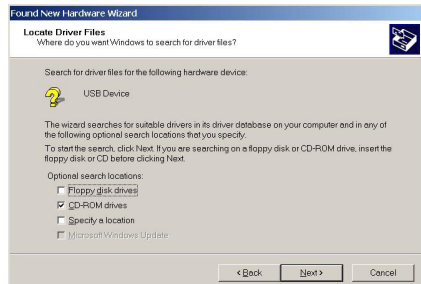 Found New Hardware Wizard
Locate Driver Files
Where do you want Windows to search for driver files?
Search for driver files for the following hardware device:
USB Device
The wizard searches for suitable drivers in its driver database on your computer and in any of
the following optional search locations that you specify.
To start the search, click Next. If you are searching on a floppy disk or CD-ROM drive, insert the
floppy disk or CD before clicking Next.
Optional search locations:
Floppy disk drives
CD-ROM drives
Specify a location
Microsoft Windows Update
< Back Next > Cancel